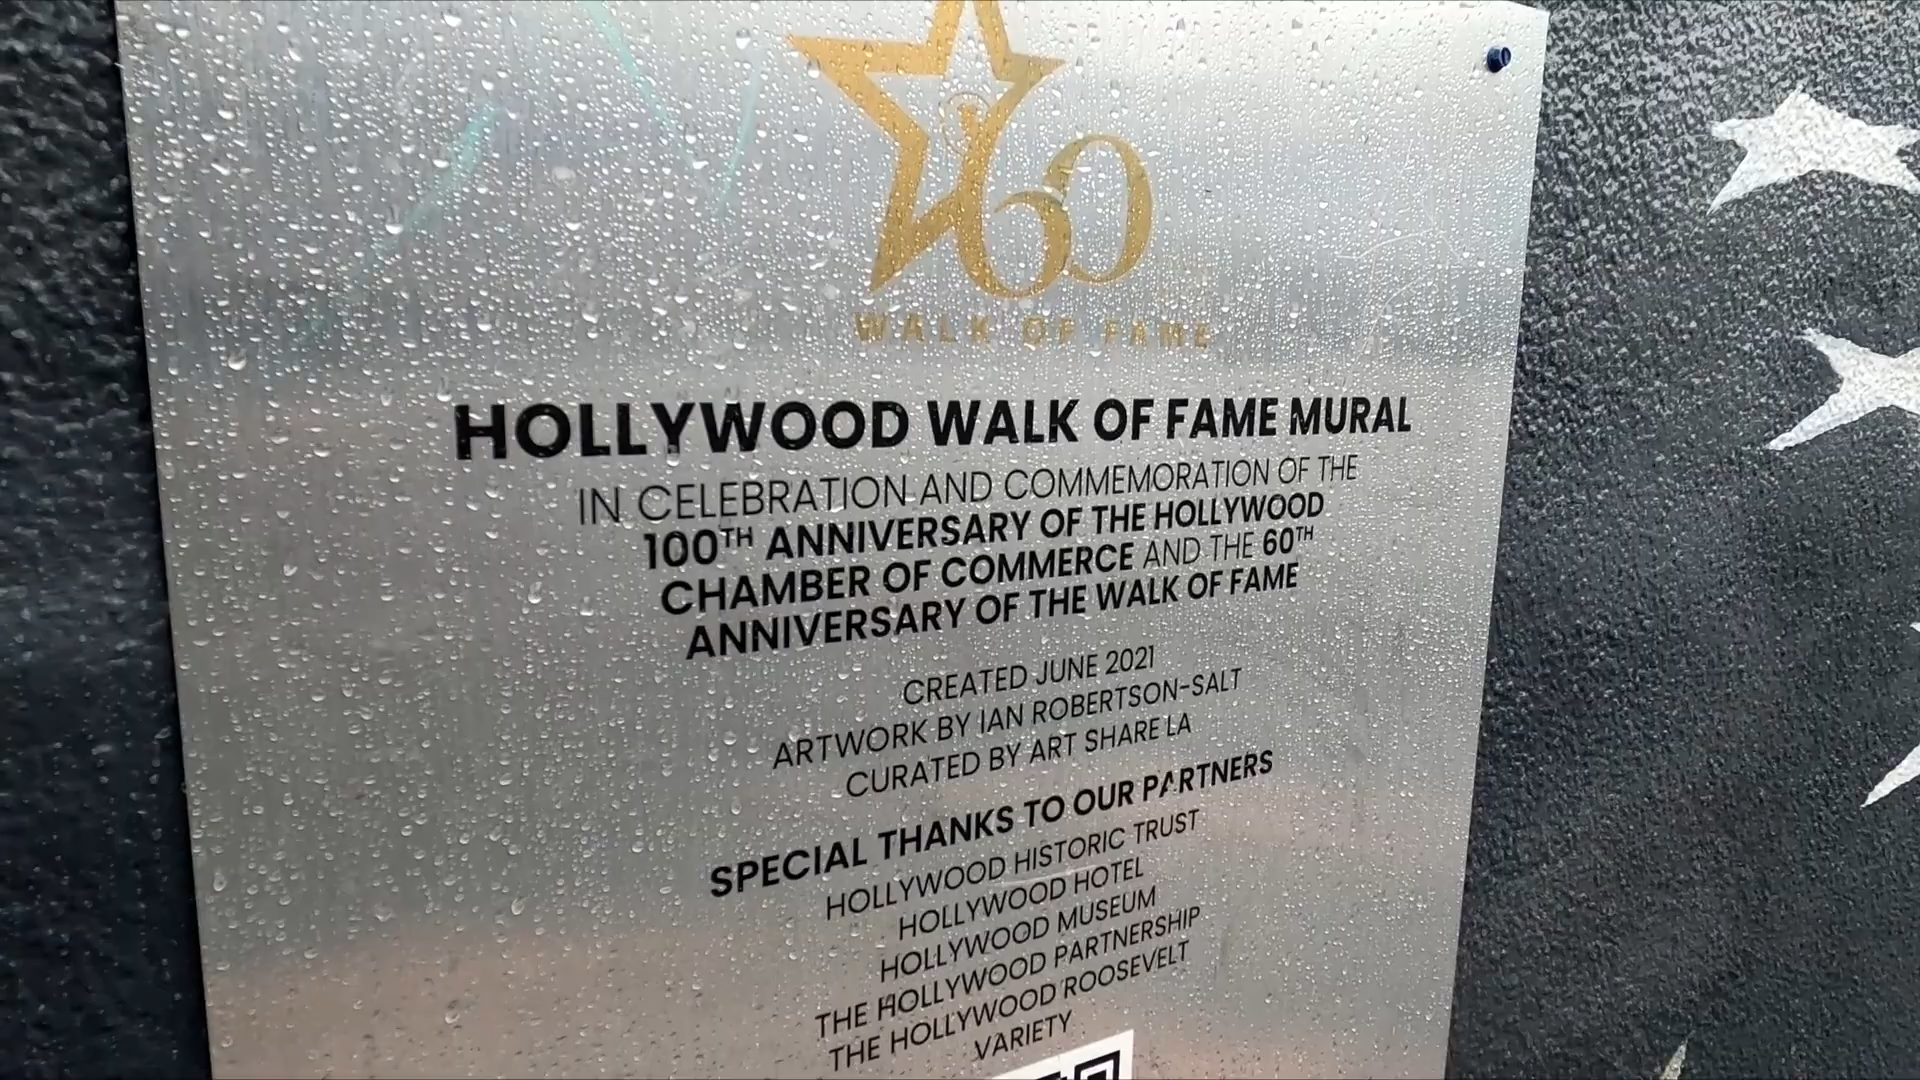 60
WALK OF FAME
HOLLYWOOD WALK OF FAME MURAL
IN CELEBRATION AND COMMEMORATION OF THE
100TH ANNIVERSARY OF THE HOLLYWOOD
CHAMBER OF COMMERCE AND THE 60TH
ANNIVERSARY OF THE WALK OF FAME
CREATED JUNE 2021
ARTWORK BY IAN ROBERTSON-SALT
CURATED BY ART SHARE LA
SPECIAL THANKS TO OUR PARTNERS
HOLLYWOOD HISTORIC TRUST
HOLLYWOOD HOTEL
HOLLYWOOD MUSEUM
THE HOLLYWOOD PARTNERSHIP
THE HOLLYWOOD ROOSEVELT
VARIETY